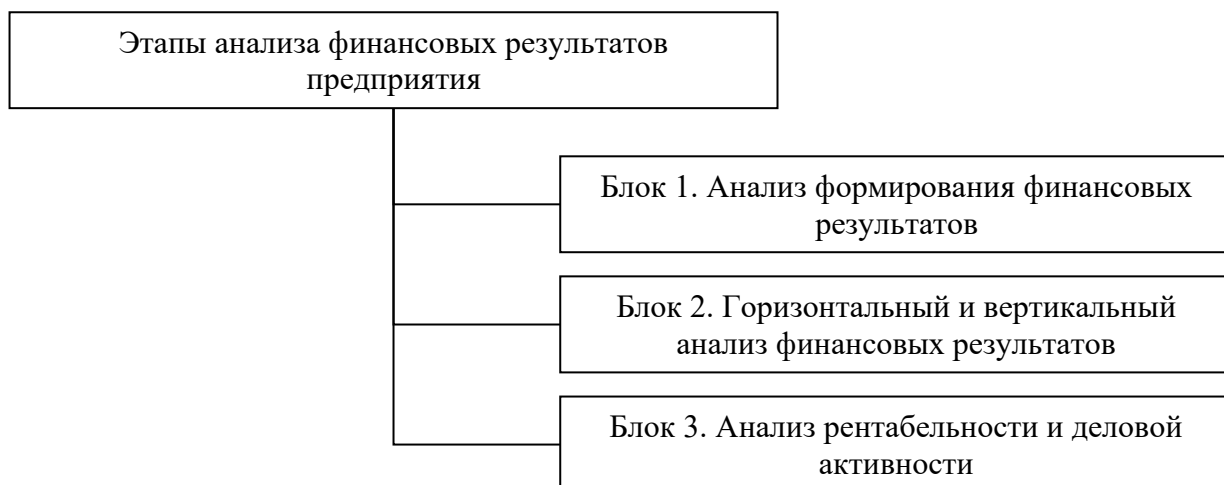 Этапы анализа финансовых результатов
предприятия
Блок 1. Анализ формирования финансовых
результатов
Блок 2. Горизонтальный и вертикальный
анализ финансовых результатов
Блок 3. Анализ рентабельности и деловой
активности